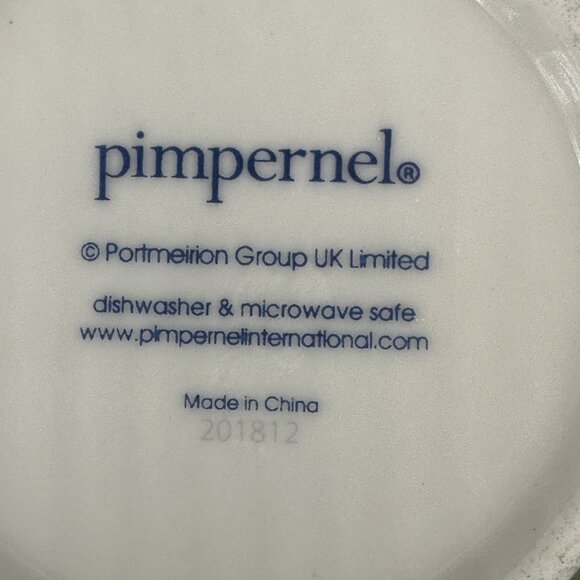 pimpernel®
© Portmeirion Group UK Limited
dishwasher & microwave safe
www.pimpernelinternational.com
Made in China
201812